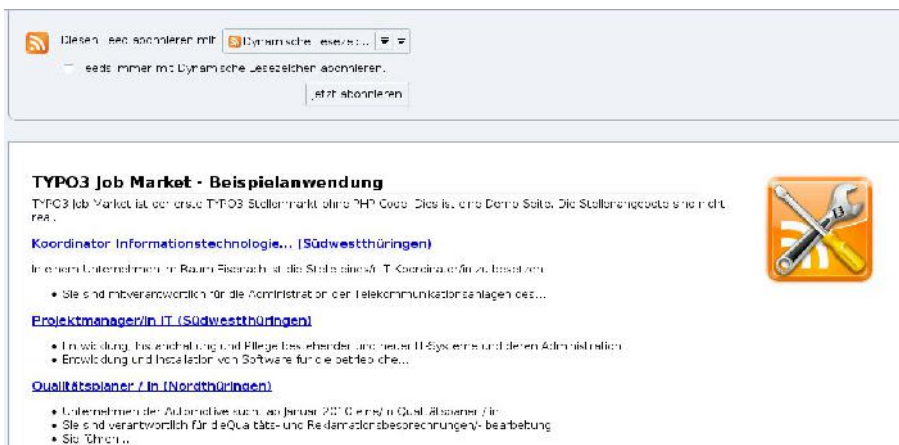 Diesen Feed abonnieren mit Dynamische Lesezei...
Feeds immer mit Dynamische Lesezeichen abonnieren.
Jetzt abonnieren
TYPO3 Job Market - Beispielanwendung
TYPO3 Job Market ist der erste TYPO3 Stellenmarkt ohne PHP Code. Dies ist eine Demo Seite. Die Stellenangebote sind nicht
real.
Koordinator Informationstechnologie... (Südwestthüringen)
In einem Unternehmen im Raum Eisenach ist die Stelle eines/r IT Koordinator/in zu besetzen
• Sie sind mitverantwortlich für die Administration der Telekommunikationsanlagen des...
Projektmanager/in IT (Südwestthüringen)
• Entwicklung, Instandhaltung und Pflege bestehender und neuer IT-Systeme und deren Administration
• Entwicklung und Installation von Software für die betriebliche...
Qualitätsplaner / in (Nordthüringen)
• Unternehmen der Automotive sucht ab Januar 2010 eine/n Qualitätsplaner / in
• Sie sind verantwortlich für die Qualitäts- und Reklamationsbesprechnungen/- bearbeitung
• Sie führen...